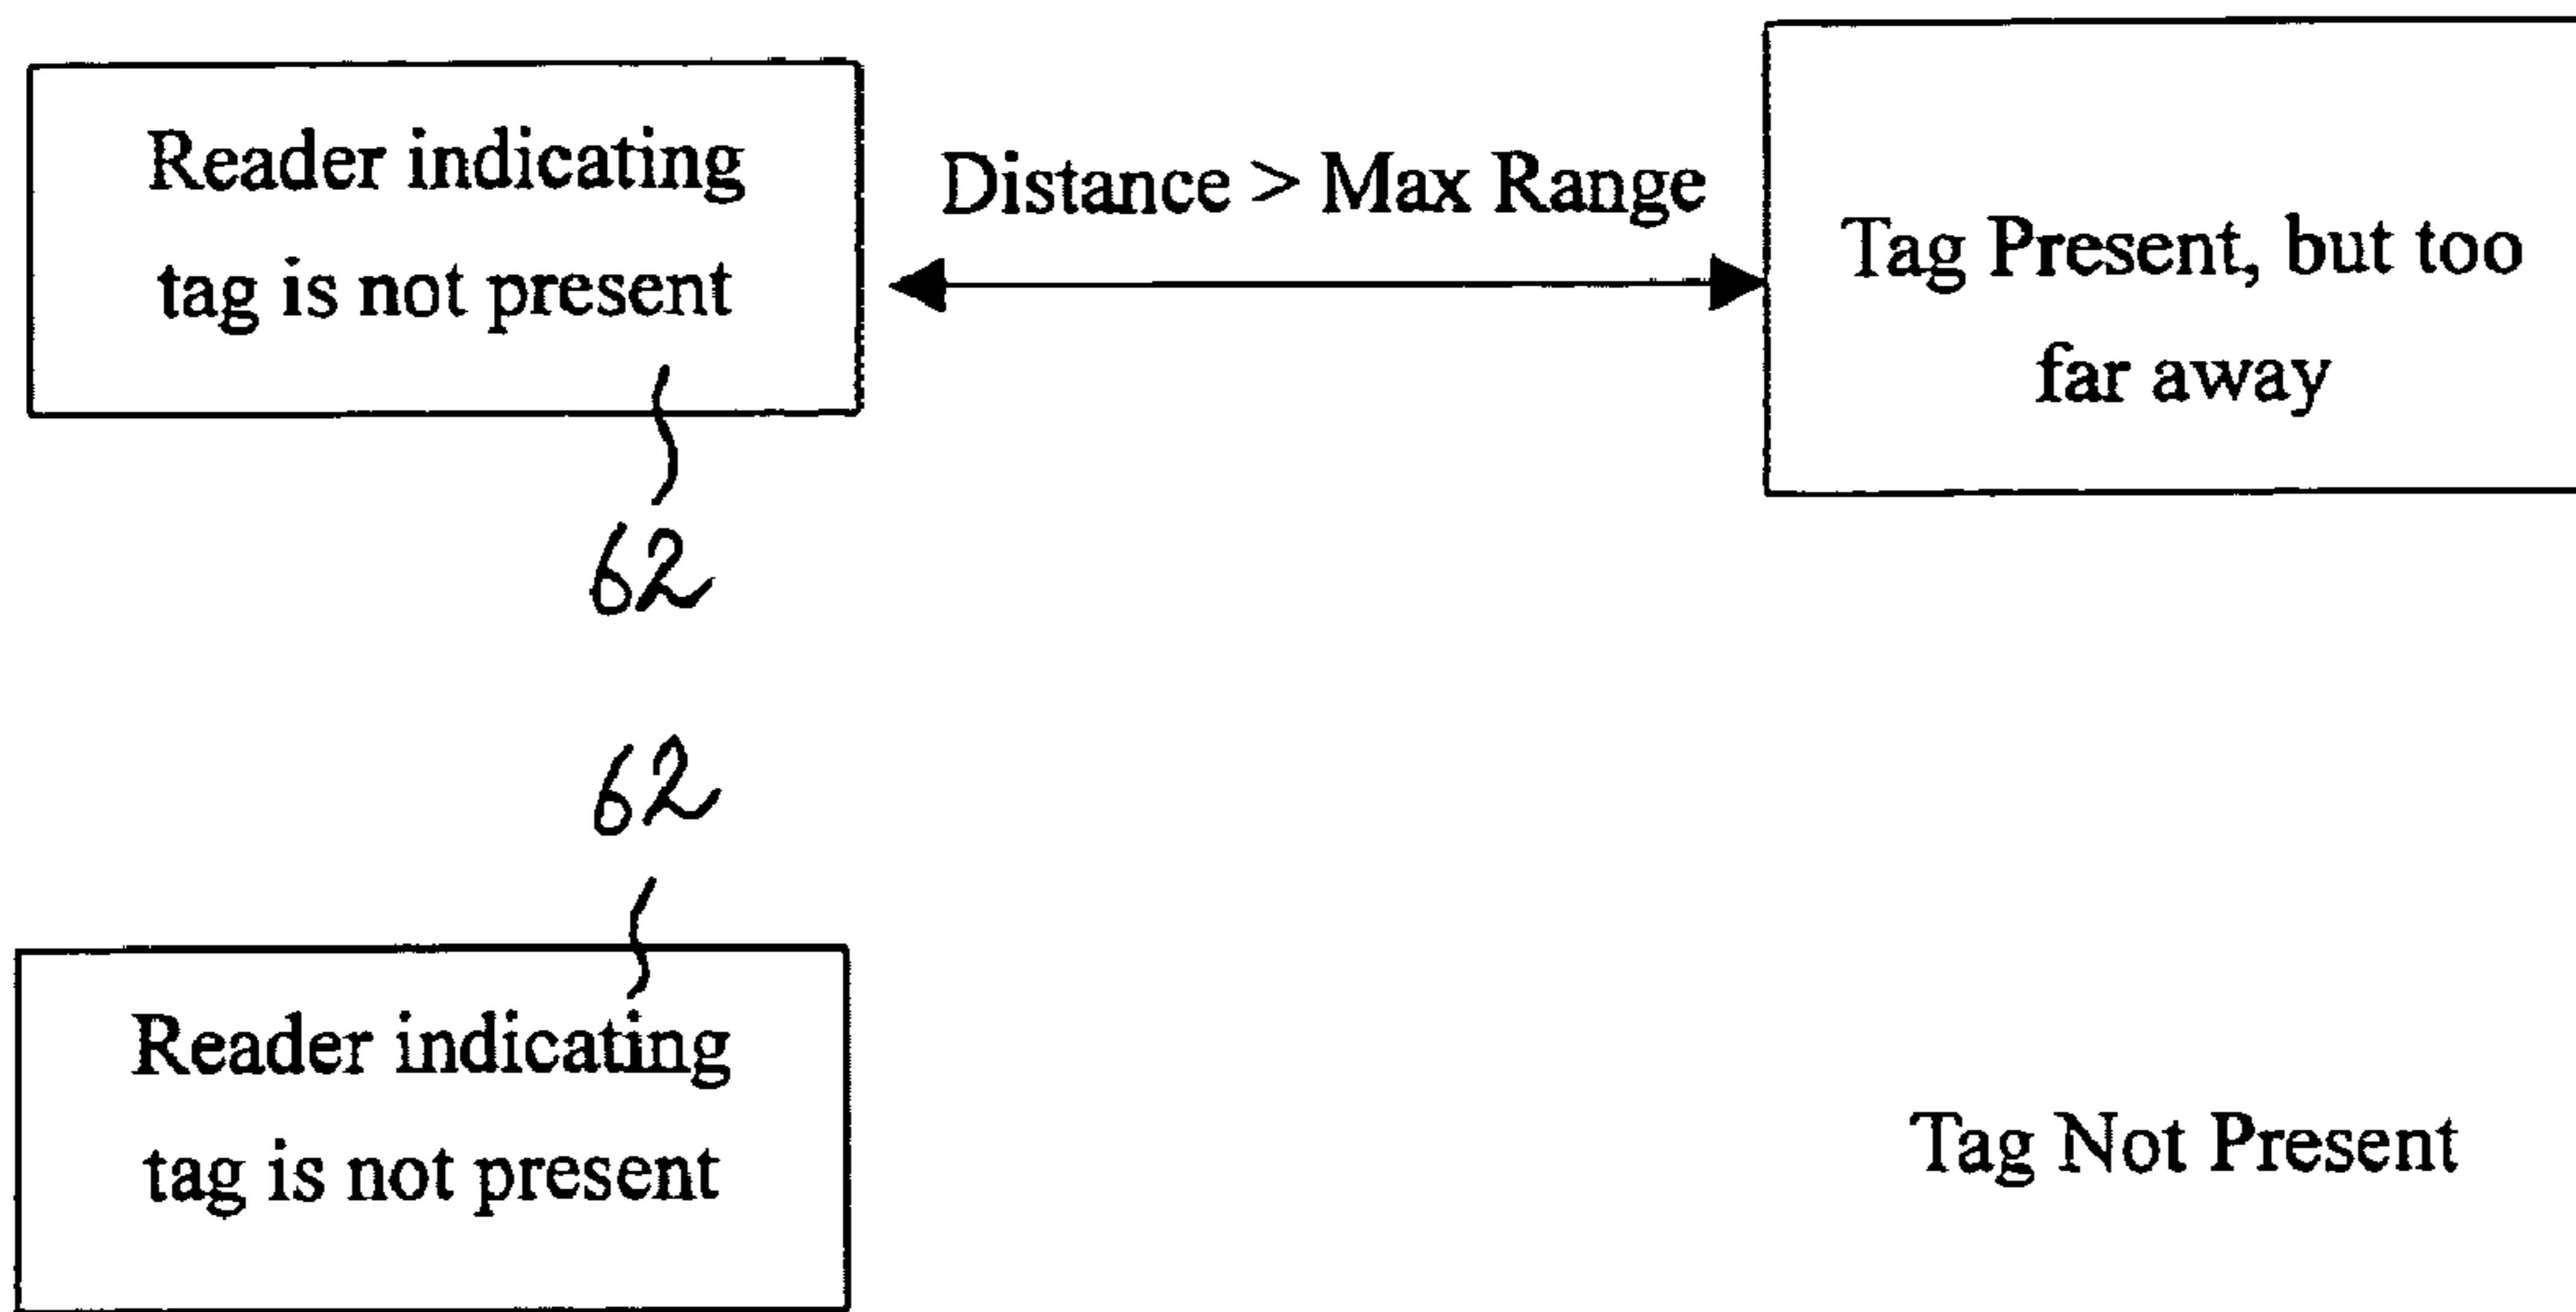 Reader indicating
tag is not present
Distance > Max Range
Tag Present, but too
far away
62
62
Reader indicating
tag is not present
Tag Not Present